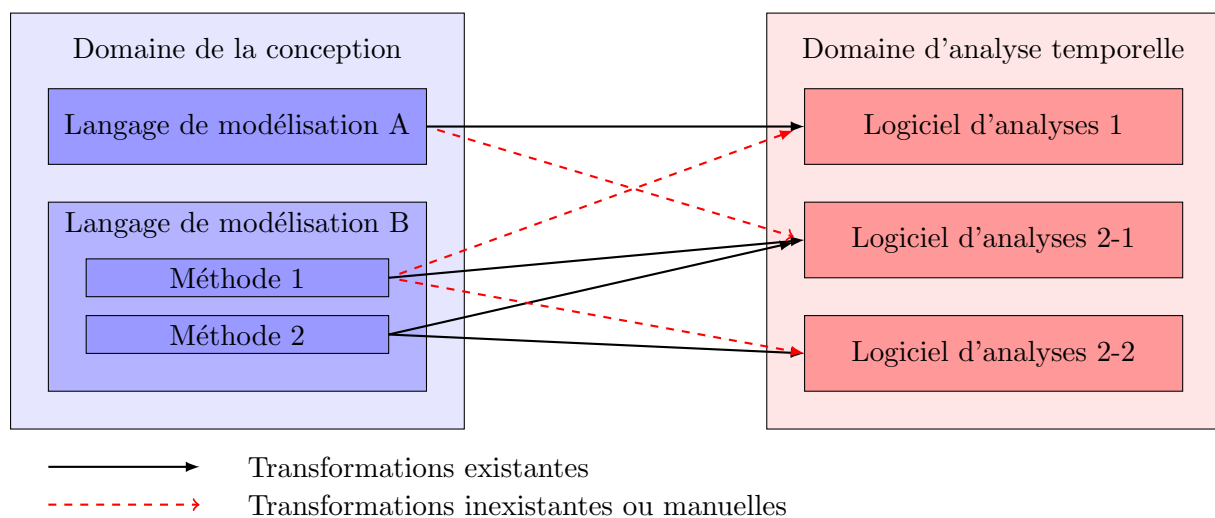 Domaine de la conception
Langage de modélisation A
Langage de modélisation B
Méthode 1
Méthode 2
Domaine d'analyse temporelle
Logiciel d'analyses 1
Logiciel d'analyses 2-1
Logiciel d'analyses 2-2
Transformations existantes
Transformations inexistantes ou manuelles